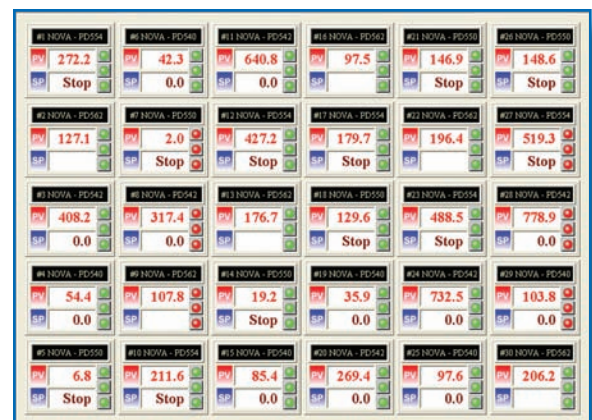 #1 NOVA - PD554 #6 NOVA - PD540 #11 NOVA - PD542 #16 NOVA - PD562 #21 NOVA - PD550 #26 NOVA - PD550
PV 272.2 PV 42.3 PV 640.8 PV 97.5 PV 146.9 PV 148.6
SP Stop SP 0.0 SP 0.0 SP SP Stop SP Stop
#2 NOVA - PD562 #7 NOVA - PD550 #12 NOVA - PD554 #17 NOVA - PD554 #22 NOVA - PD562 #27 NOVA - PD554
PV 127.1 PV 2.0 PV 427.2 PV 179.7 PV 196.4 PV 519.3
SP SP Stop SP Stop SP Stop SP SP Stop
#3 NOVA - PD542 #8 NOVA - PD542 #13 NOVA - PD562 #18 NOVA - PD550 #23 NOVA - PD554 #28 NOVA - PD542
PV 408.2 PV 317.4 PV 176.7 PV 129.6 PV 488.5 PV 778.9
SP 0.0 SP 0.0 SP SP Stop SP Stop SP 0.0
#4 NOVA - PD540 #9 NOVA - PD562 #14 NOVA - PD550 #19 NOVA - PD540 #24 NOVA - PD542 #29 NOVA - PD540
PV 54.4 PV 107.8 PV 19.2 PV 35.9 PV 732.5 PV 103.8
SP 0.0 SP SP Stop SP 0.0 SP 0.0 SP 0.0
#5 NOVA - PD550 #10 NOVA - PD554 #15 NOVA - PD540 #20 NOVA - PD542 #25 NOVA - PD540 #30 NOVA - PD562
PV 6.8 PV 211.6 PV 85.4 PV 269.4 PV 97.6 PV 206.2
SP Stop SP Stop SP 0.0 SP 0.0 SP 0.0 SP